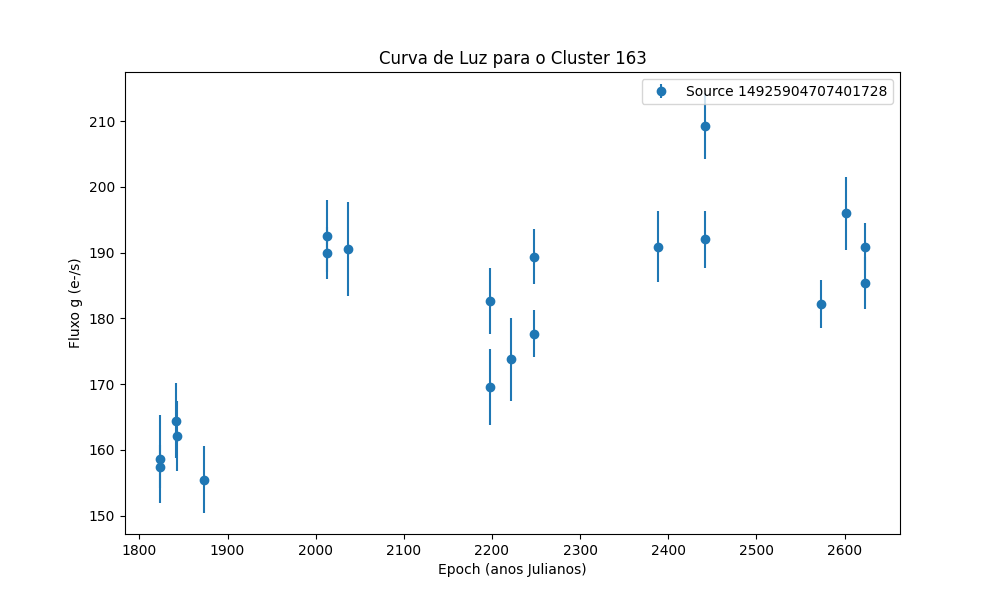 Curva de Luz para o Cluster 163
Source 14925904707401728
Fluxo g (e-/s)
210
200
190
180
170
160
150
1800 1900 2000 2100 2200 2300 2400 2500 2600
Epoch (anos Julianos)